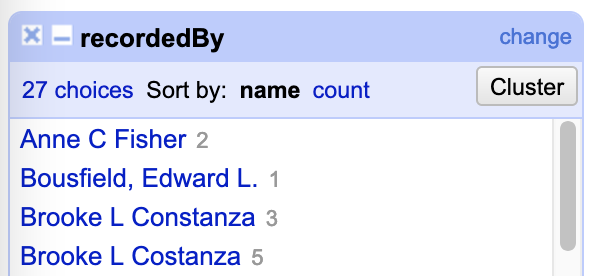 recordedBy change
27 choices Sort by: name count Cluster
Anne C Fisher 2
Bousfield, Edward L. 1
Brooke L Constanza 3
Brooke L Costanza 5